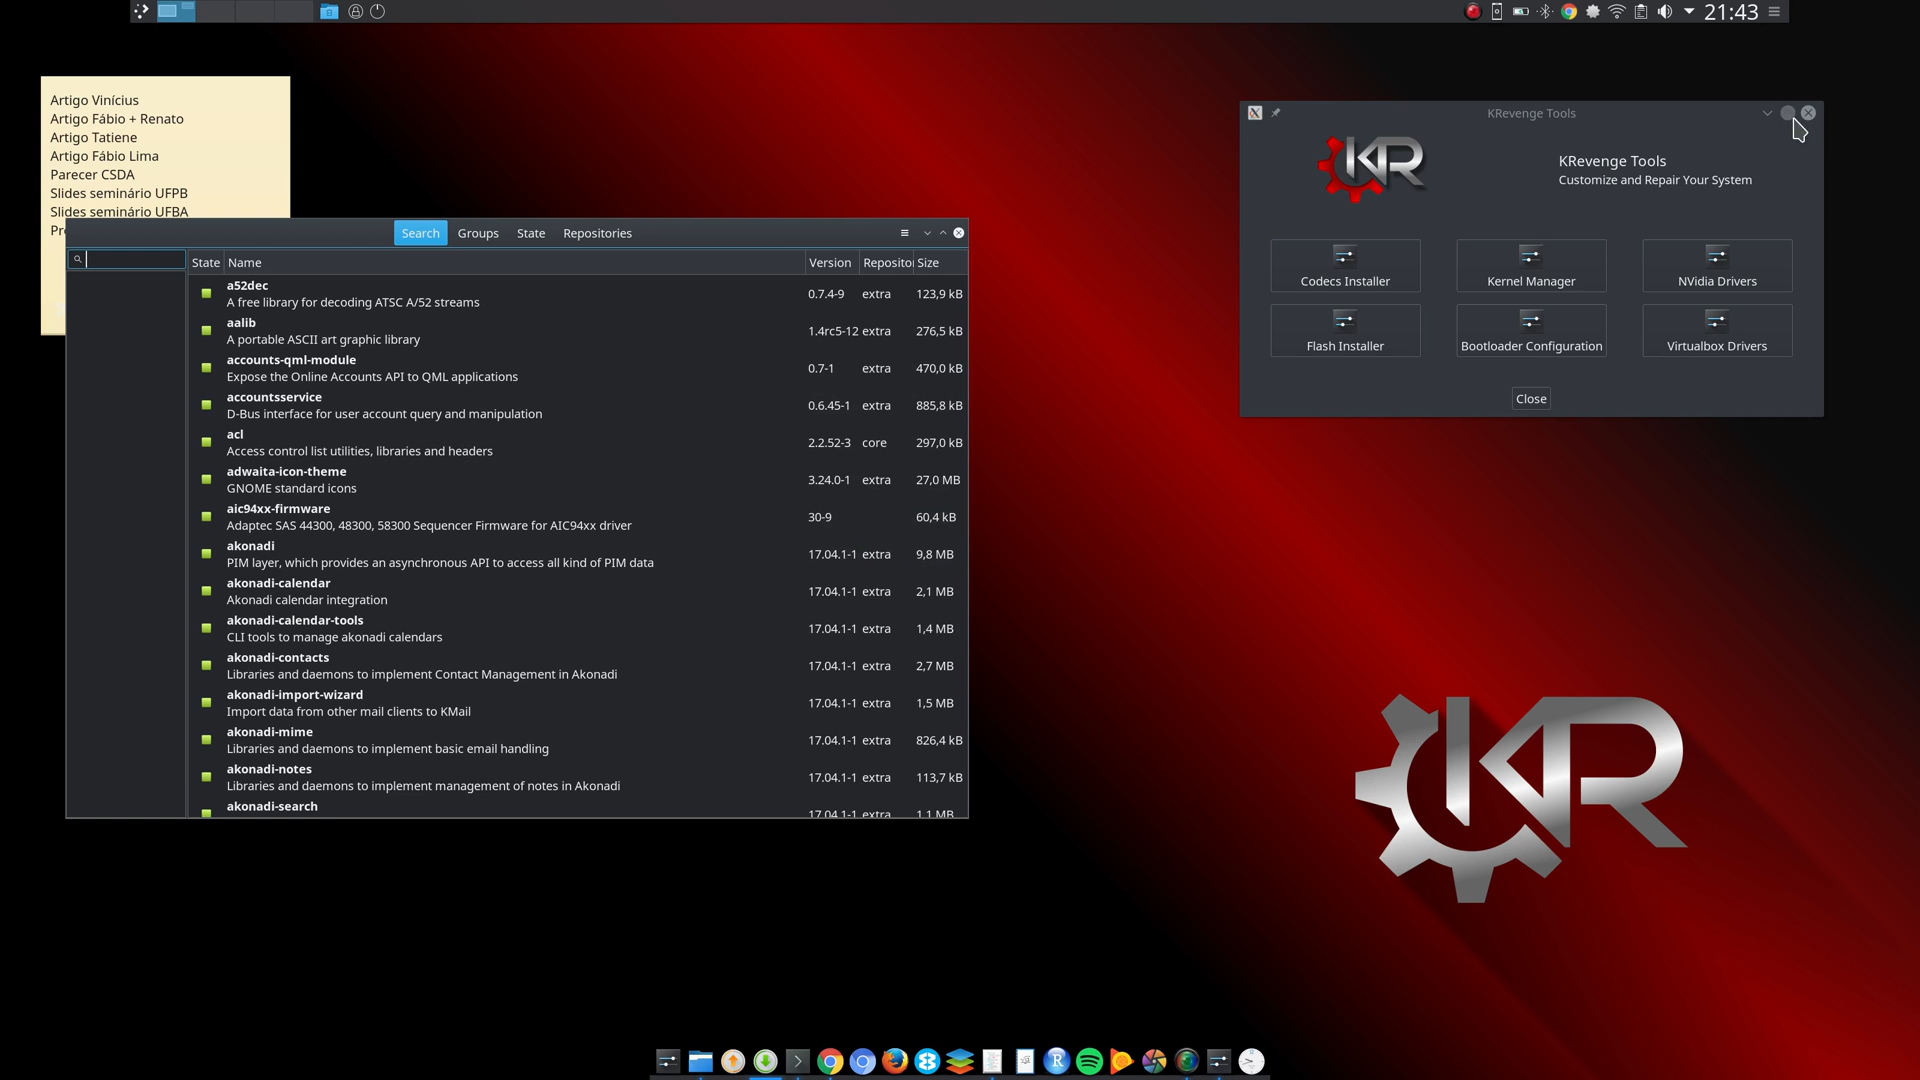 21:43
Artigo Vinícius
Artigo Fábio + Renato
Artigo Tatiene
Artigo Fábio Lima
Parecer CSDA
Slides seminário UFPB
Slides seminário UFBA
Search Groups State Repositories
State Name Version Reposito Size
a52dec
A free library for decoding ATSC A/52 streams
0.7.4-9 extra 123,9 kB
aalib
A portable ASCII art graphic library
1.4rc5-12 extra 276,5 kB
accounts-qml-module
Expose the Online Accounts API to QML applications
0.7-1 extra 470,0 kB
accountsservice
D-Bus interface for user account query and manipulation
0.6.45-1 extra 885,8 kB
acl
Access control list utilities, libraries and headers
2.2.52-3 core 297,0 kB
adwaita-icon-theme
GNOME standard icons
3.24.0-1 extra 27,0 MB
aic94xx-firmware
Adaptec SAS 44300, 48300, 58300 Sequencer Firmware for AIC94xx driver
30-9 60,4 kB
akonadi
PIM layer, which provides an asynchronous API to access all kind of PIM data
17.04.1-1 extra 9,8 MB
akonadi-calendar
Akonadi calendar integration
17.04.1-1 extra 2,1 MB
akonadi-calendar-tools
CLI tools to manage akonadi calendars
17.04.1-1 extra 1,4 MB
akonadi-contacts
Libraries and daemons to implement Contact Management in Akonadi
17.04.1-1 extra 2,7 MB
akonadi-import-wizard
Import data from other mail clients to KMail
17.04.1-1 extra 1,5 MB
akonadi-mime
Libraries and daemons to implement basic email handling
17.04.1-1 extra 826,4 kB
akonadi-notes
Libraries and daemons to implement management of notes in Akonadi
17.04.1-1 extra 113,7 kB
akonadi-search
17.04.1-1 extra 1,1 MB
KRevenge Tools
KR
KRevenge Tools
Customize and Repair Your System
Codecs Installer Kernel Manager NVidia Drivers
Flash Installer Bootloader Configuration Virtualbox Drivers
Close
KR